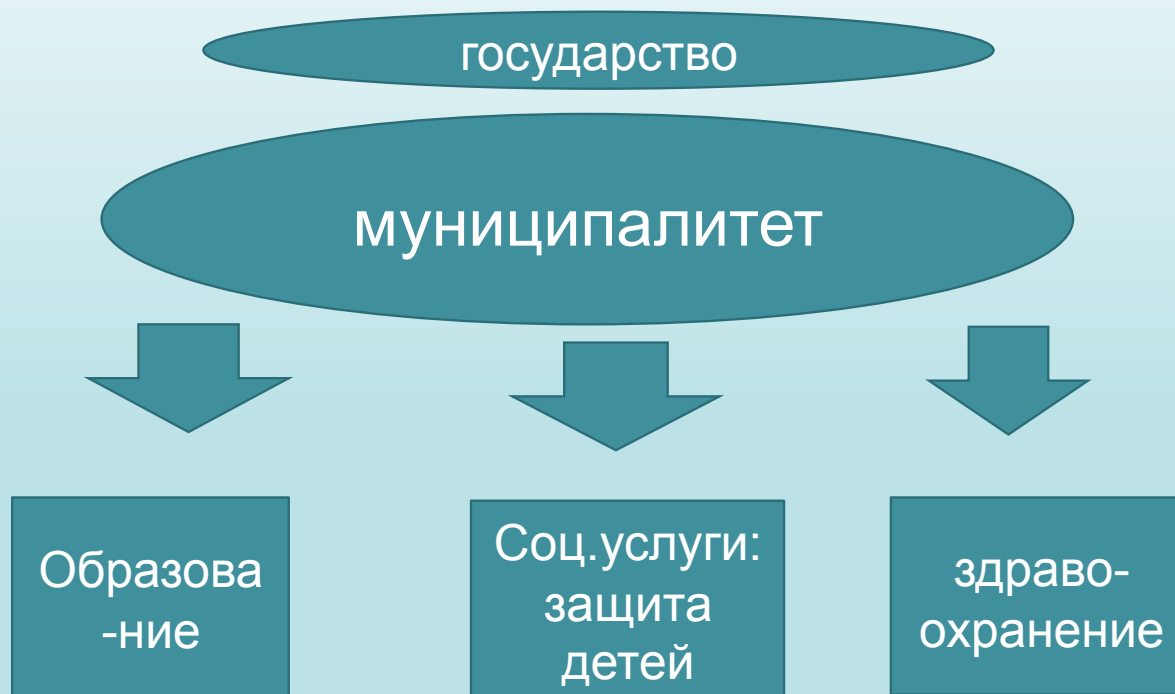 государство
муниципалитет
Образова
-ние
Соц.услуги:
защита
детей
здраво-
охранение